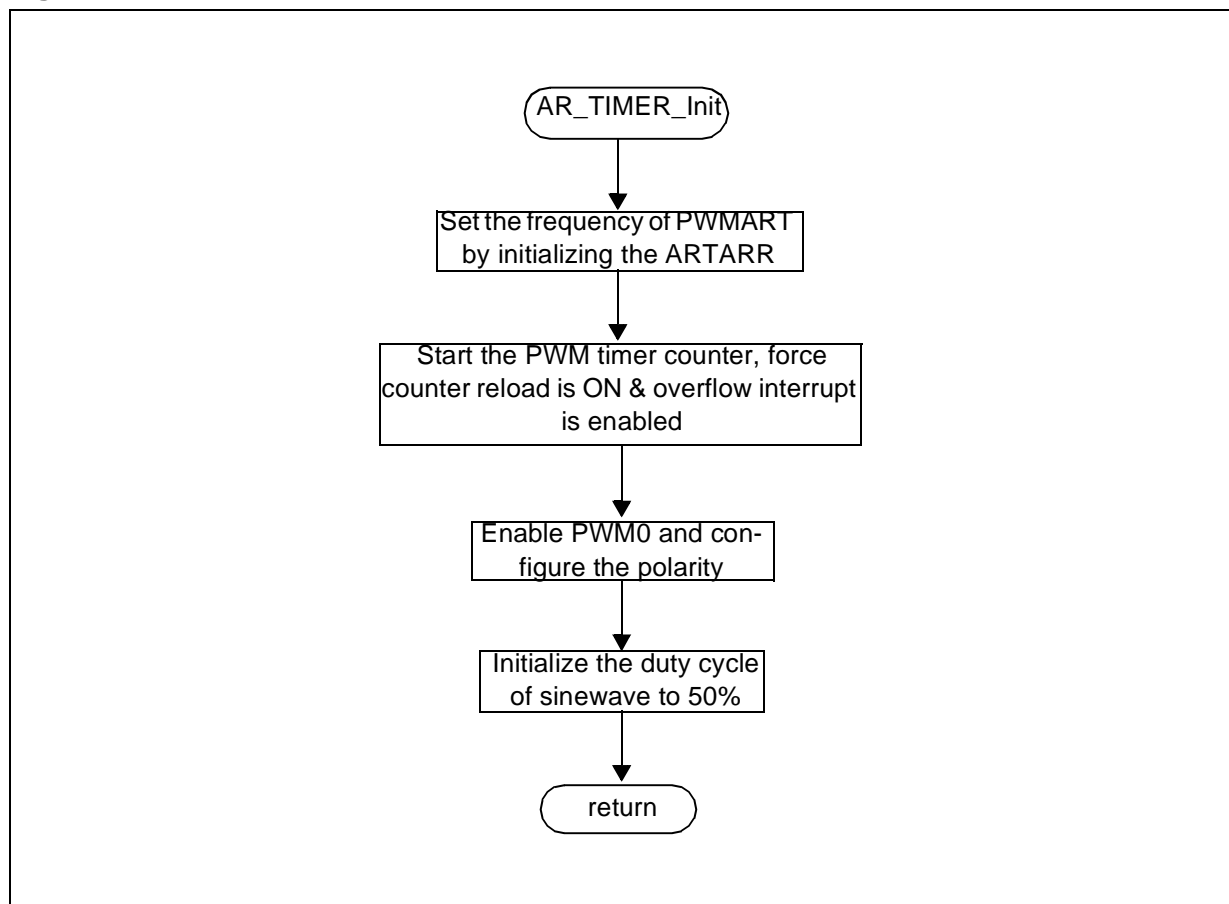 AR_TIMER_Init
Set the frequency of PWMART
by initializing the ARTARR
Start the PWM timer counter, force
counter reload is ON & overflow interrupt
is enabled
Enable PWM0 and con-
figure the polarity
Initialize the duty cycle
of sinewave to 50%
return